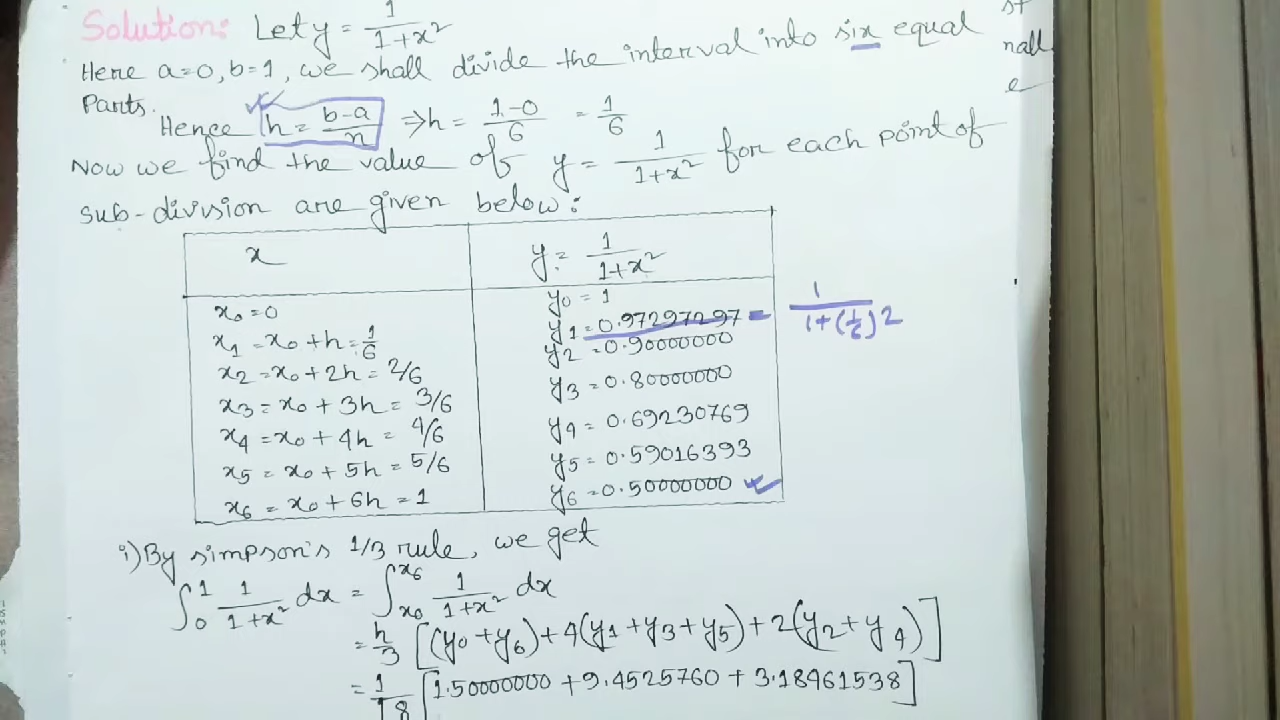 Solution: Let y = 1/(1+x²)
Here a=0, b=1, we shall divide the interval into six equal
Parts.
Hence h = (b-a)/n ⇒ h = (1-0)/6 = 1/6
Now we find the value of y = 1/(1+x²) for each point of
sub-division are given below:
x y = 1/(1+x²)
x₀ = 0 y₀ = 1
x₁ = x₀ + h = 1/6 y₁ = 0.97297297 = 1/(1+(1/6)2)
x₂ = x₀ + 2h = 2/6 y₂ = 0.90000000
x₃ = x₀ + 3h = 3/6 y₃ = 0.80000000
x₄ = x₀ + 4h = 4/6 y₄ = 0.69230769
x₅ = x₀ + 5h = 5/6 y₅ = 0.59016393
x₆ = x₀ + 6h = 1 y₆ = 0.50000000
i) By simpson's 1/3 rule, we get
∫₀¹ 1/(1+x²) dx = ∫ₓ₀ˣ⁶ 1/(1+x²) dx
= h/3 [(y₀+y₆)+4(y₁+y₃+y₅)+2(y₂+y₄)]
= 1/18 [1.50000000 + 9.4525760 + 3.18461538]